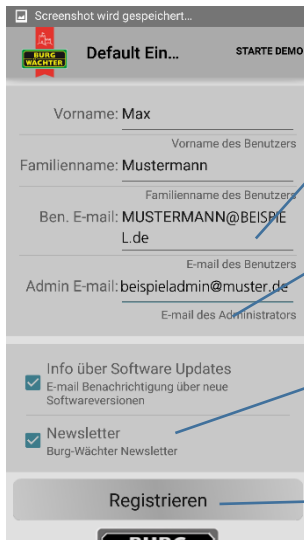 Screenshot wird gespeichert...
BURG
WÄCHTER
Default Ein...
STARTE DEMO
Vorname: Max
Vorname des Benutzers
Familienname: Mustermann
Familienname des Benutzers
Ben. E-mail: MUSTERMANN@BEISPIE
L.de
E-mail des Benutzers
Admin E-mail: beispieladmin@muster.de
E-mail des Administrators
Info über Software Updates
E-mail Benachrichtigung über neue
Softwareversionen
Newsletter
Burg-Wächter Newsletter
Registrieren
BURG